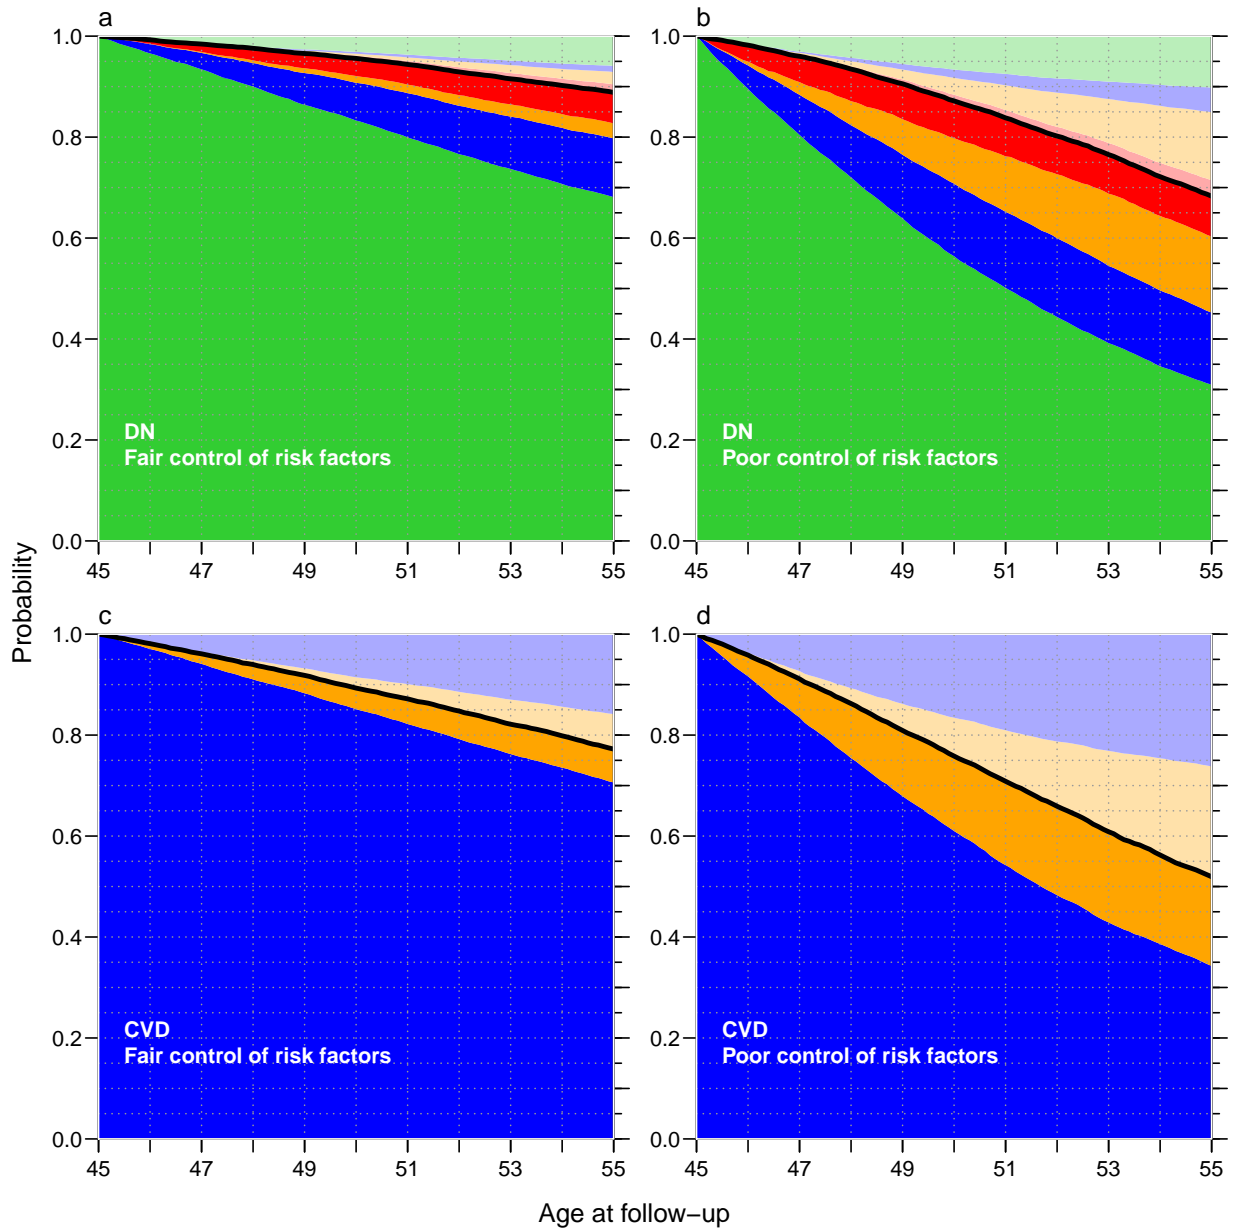 a
1.0
0.8
0.6
0.4
0.2
0.0
DN
Fair control of risk factors
45 47 49 51 53 55
b
1.0
0.8
0.6
0.4
0.2
0.0
DN
Poor control of risk factors
45 47 49 51 53 55
Probability
c
1.0
0.8
0.6
0.4
0.2
0.0
CVD
Fair control of risk factors
45 47 49 51 53 55
d
1.0
0.8
0.6
0.4
0.2
0.0
CVD
Poor control of risk factors
45 47 49 51 53 55
Age at follow−up